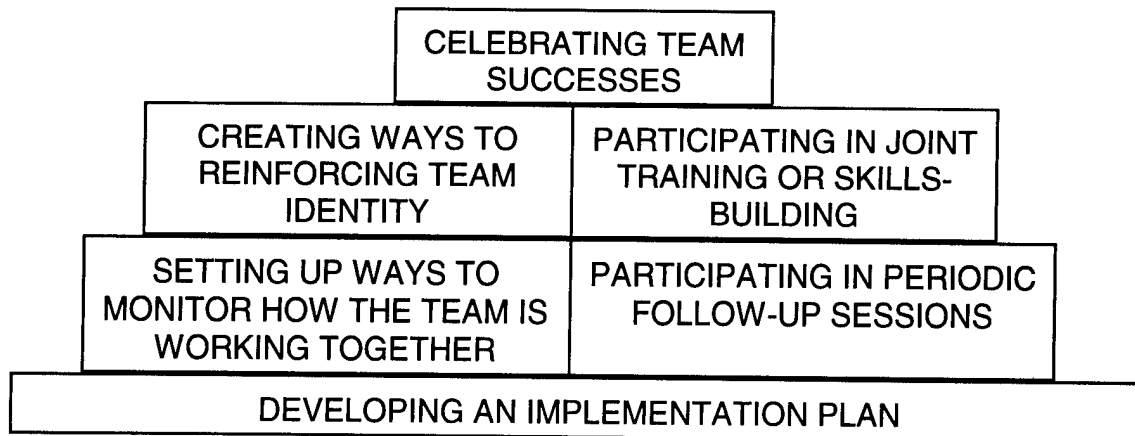 CELEBRATING TEAM
SUCCESSES
CREATING WAYS TO
REINFORCING TEAM
IDENTITY
PARTICIPATING IN JOINT
TRAINING OR SKILLS-
BUILDING
SETTING UP WAYS TO
MONITOR HOW THE TEAM IS
WORKING TOGETHER
PARTICIPATING IN PERIODIC
FOLLOW-UP SESSIONS
DEVELOPING AN IMPLEMENTATION PLAN